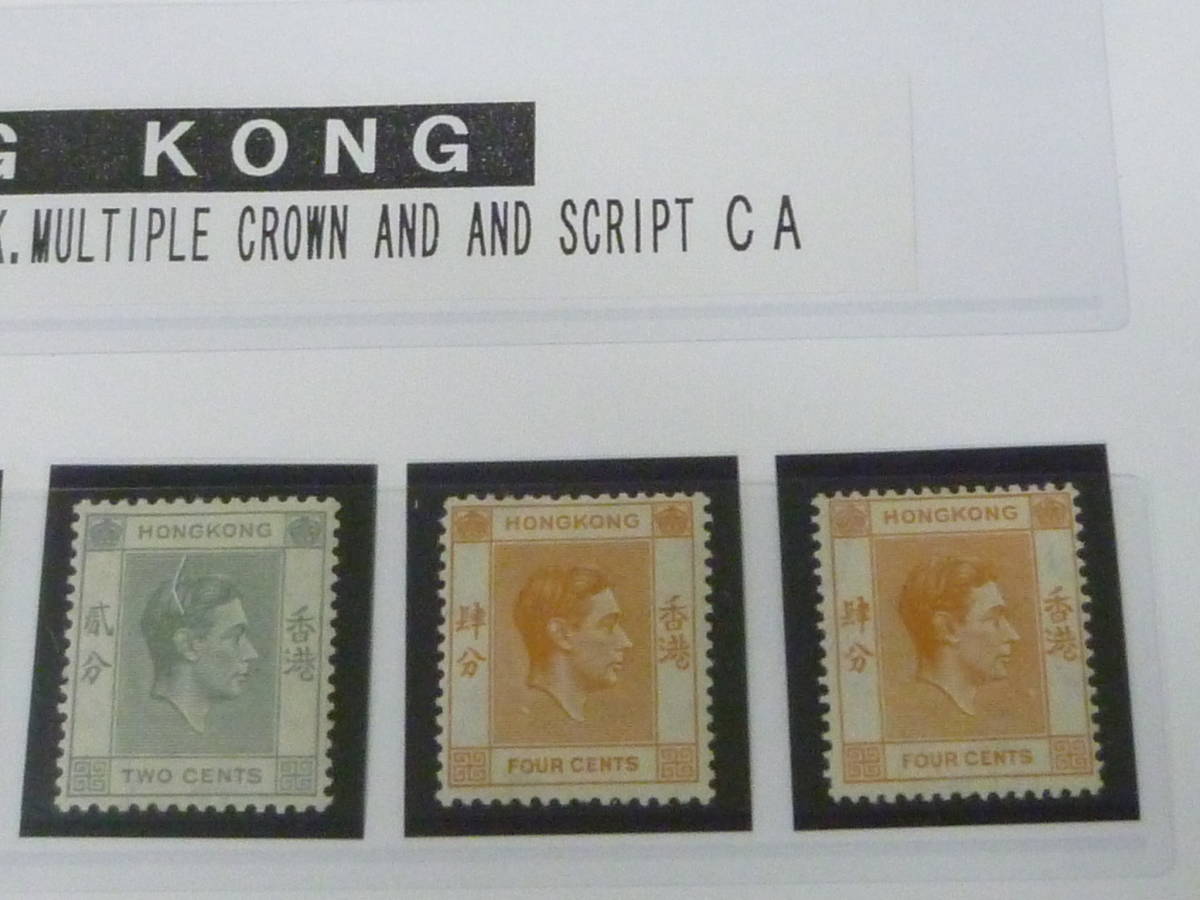 G KONG
K.MULTIPLE CROWN AND AND SCRIPT CA
HONGKONG
貳分
香港
TWO CENTS
HONGKONG
肆分
香港
FOUR CENTS
HONGKONG
肆分
香港
FOUR CENTS